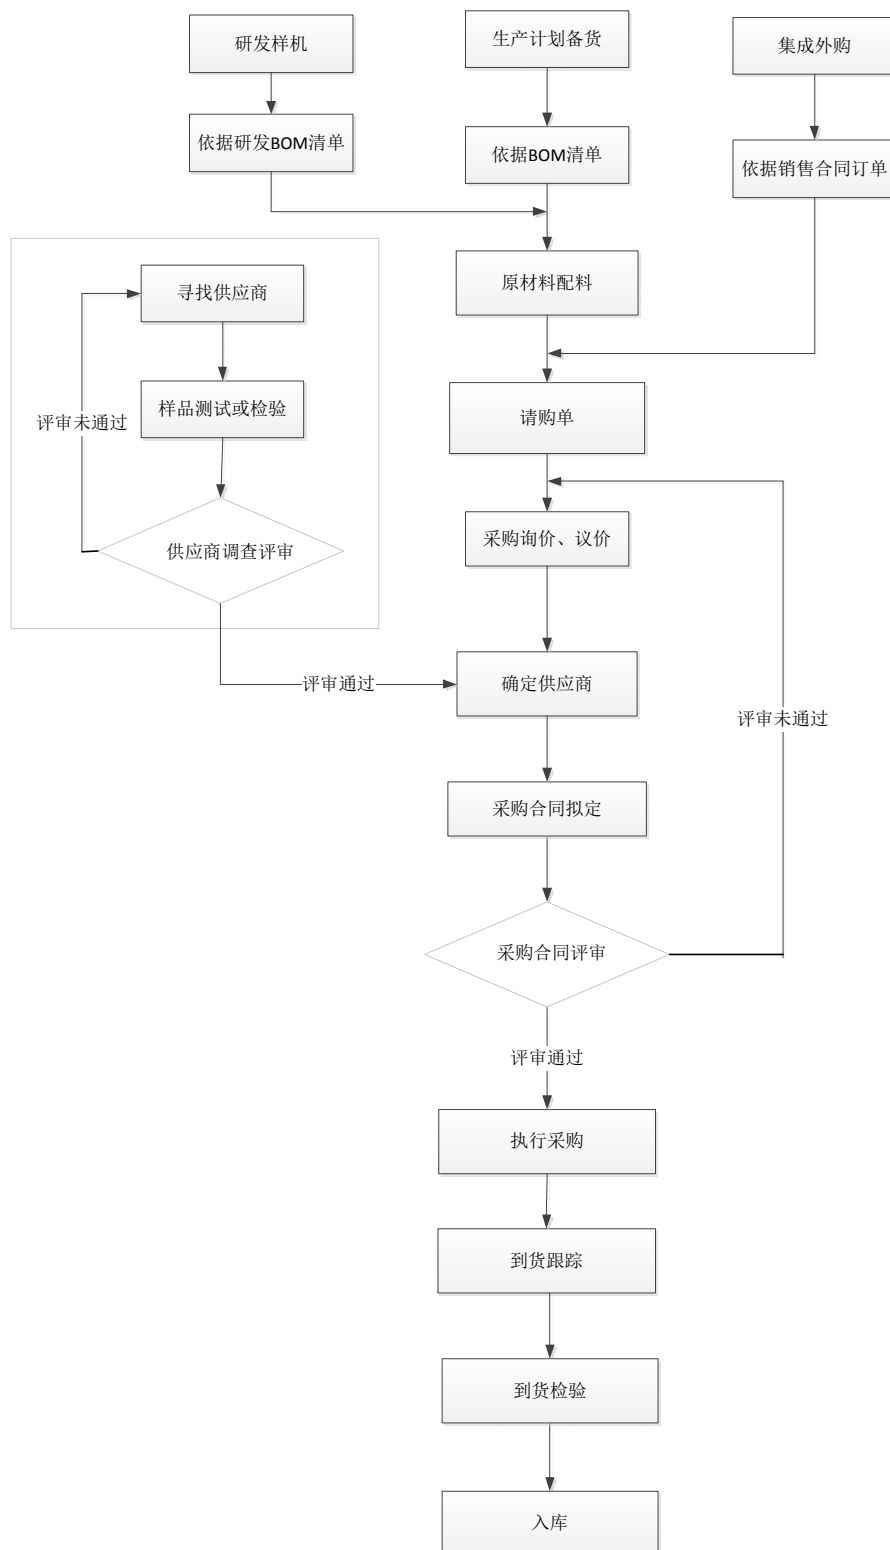 研发样机
生产计划备货
集成外购
依据研发BOM清单
依据BOM清单
依据销售合同订单
寻找供应商
原材料配料
样品测试或检验
评审未通过
请购单
供应商调查评审
采购询价、议价
评审通过
确定供应商
评审未通过
采购合同拟定
采购合同评审
评审通过
执行采购
到货跟踪
到货检验
入库